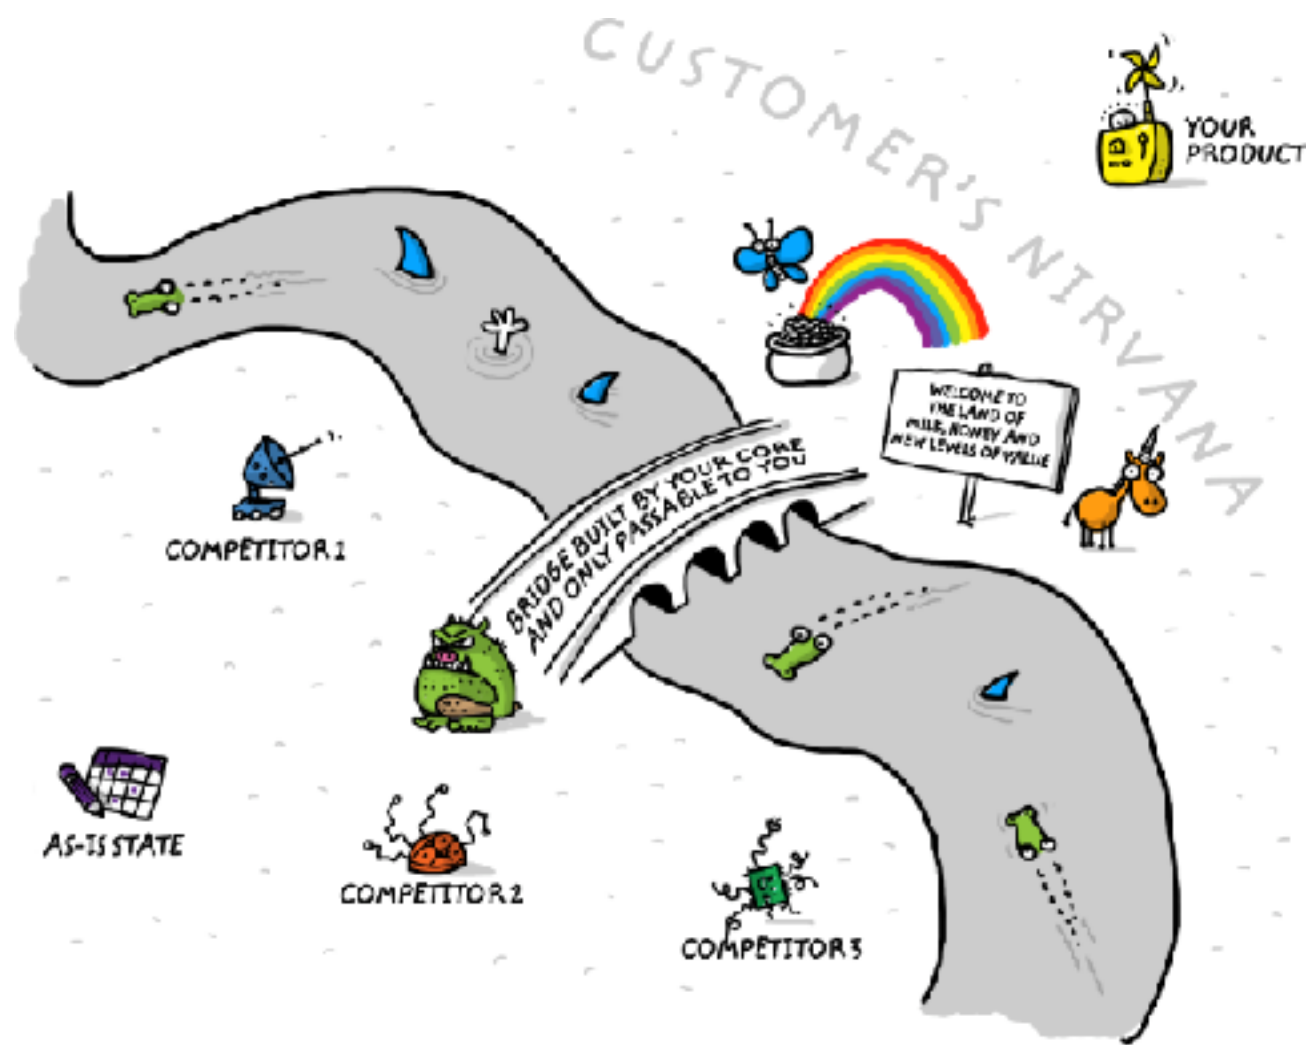 CUSTOMER'S NIRVANA
YOUR
PRODUCT
WELCOME TO
THE LAND OF
MILK, HONEY AND
NEW LEVELS OF VALUE
BRIDGE BUILT BY YOUR CORE
AND ONLY PASSABLE TO YOU
COMPETITOR 1
AS-IS STATE
COMPETITOR 2
COMPETITOR 3